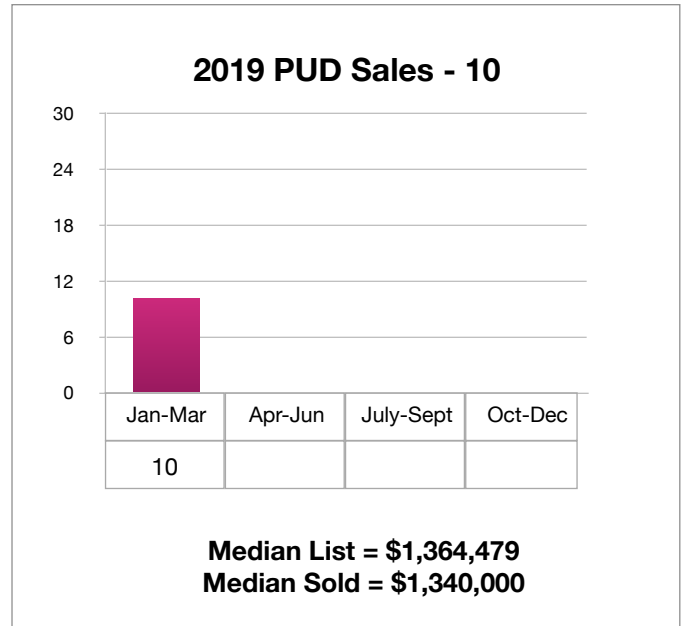 2019 PUD Sales - 10
30
24
18
12
6
0
Jan-Mar Apr-Jun July-Sept Oct-Dec
10
Median List = $1,364,479
Median Sold = $1,340,000